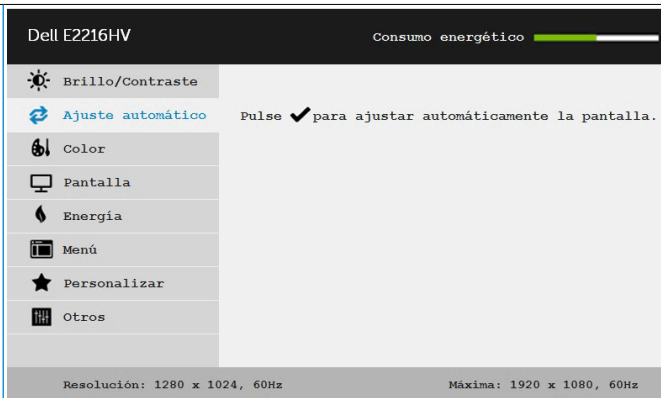 Dell E2216HV
Consumo energético
Brillo/Contraste
Ajuste automático
Pulse ✔ para ajustar automáticamente la pantalla.
Color
Pantalla
Energía
Menú
Personalizar
Otros
Resolución: 1280 x 1024, 60Hz
Máxima: 1920 x 1080, 60Hz